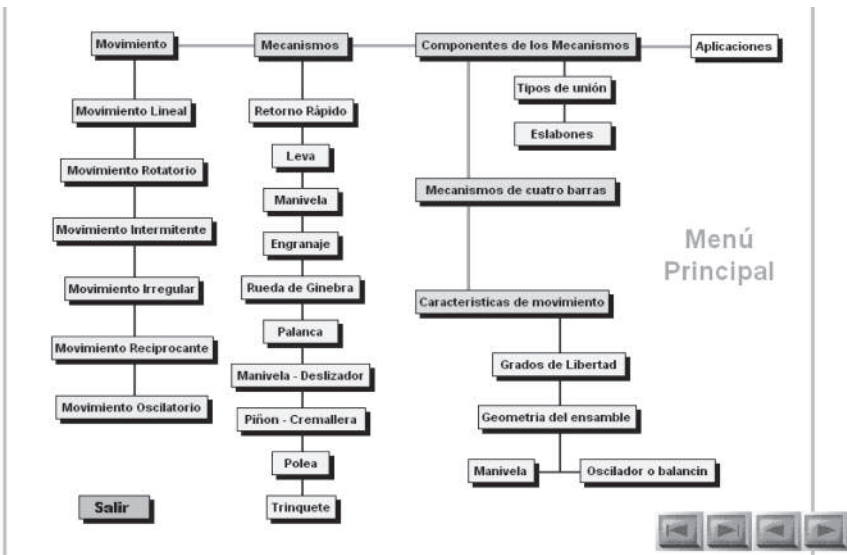 Movimiento
Mecanismos
Componentes de los Mecanismos
Aplicaciones
Movimiento Lineal
Movimiento Rotatorio
Movimiento Intermitente
Movimiento Irregular
Movimiento Reciprocante
Movimiento Oscilatorio
Retorno Ràpido
Leva
Manivela
Engranaje
Rueda de Ginebra
Palanca
Manivela - Deslizador
Piñon - Cremallera
Polea
Trinquete
Tipos de unión
Eslabones
Mecanismos de cuatro barras
Caracteristicas de movimiento
Grados de Libertad
Geometria del ensamble
Manivela
Oscilador o balancin
Menú
Principal
Salir